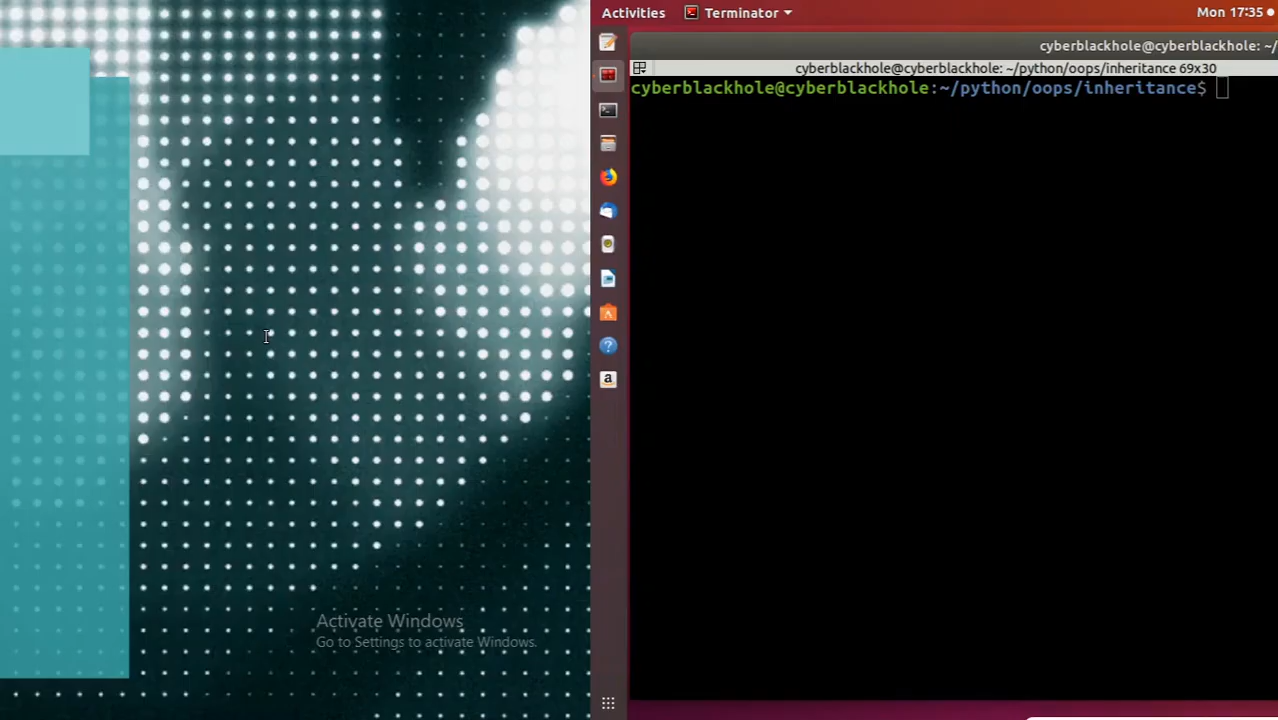 Activities
Terminator
Mon 17:35
cyberblackhole@cyberblackhole: ~/
cyberblackhole@cyberblackhole: ~/python/oops/inheritance 69x30
cyberblackhole@cyberblackhole:~/python/oops/inheritance$
a
Activate Windows
Go to Settings to activate Windows.